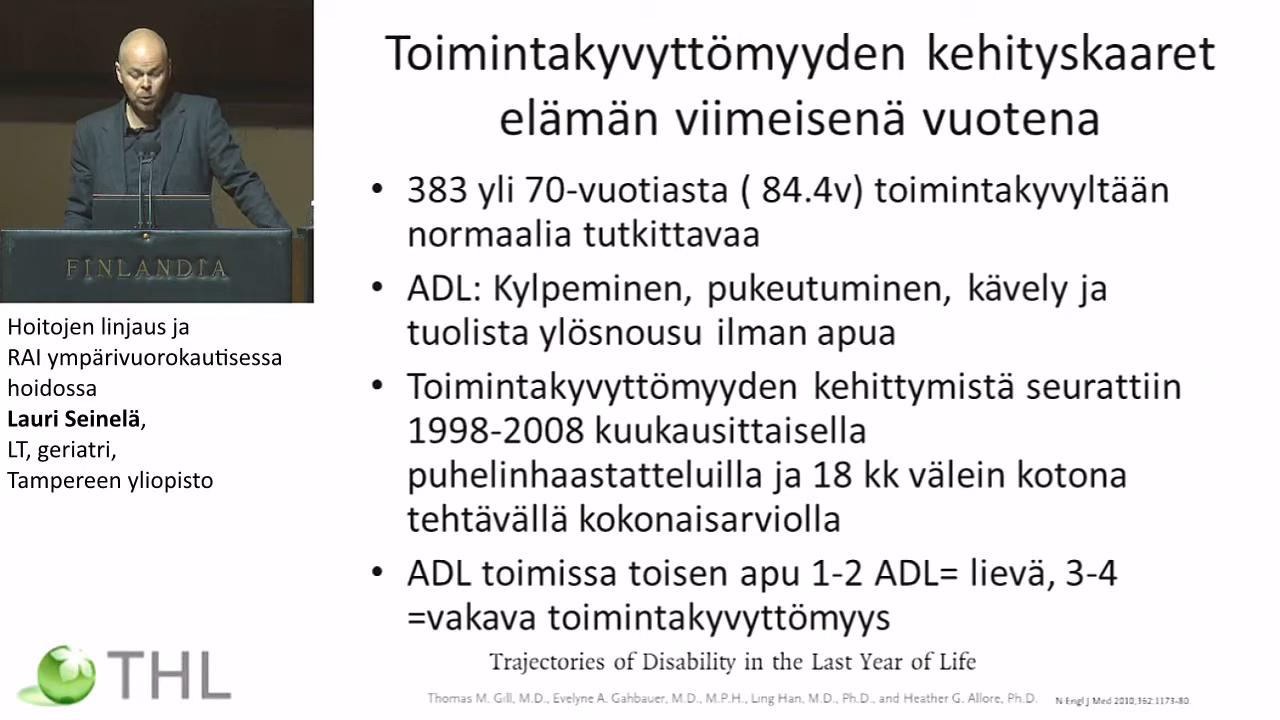 Toimintakyvyttömyyden kehityskaaret
elämän viimeisenä vuotena
• 383 yli 70-vuotiasta ( 84.4v) toimintakyvyltään
normaalia tutkittavaa
• ADL: Kylpeminen, pukeutuminen, kävely ja
tuolista ylösnousu ilman apua
• Toimintakyvyttömyyden kehittymistä seurattiin
1998-2008 kuukausittaisella
puhelinhaastatteluilla ja 18 kk välein kotona
tehtävällä kokonaisarviolla
• ADL toimissa toisen apu 1-2 ADL= lievä, 3-4
=vakava toimintakyvyttömyys
Trajectories of Disability in the Last Year of Life
Thomas M. Gill, M.D., Evelyne A. Gahbauer, M.D., M.P.H., Ling Han, M.D., Ph.D., and Heather G. Allore, Ph.D.
N Engl J Med 2010;362:1173-80.
FINLANDIA
Hoitojen linjaus ja
RAI ympärivuorokautisessa
hoidossa
Lauri Seinelä,
LT, geriatri,
Tampereen yliopisto
THL